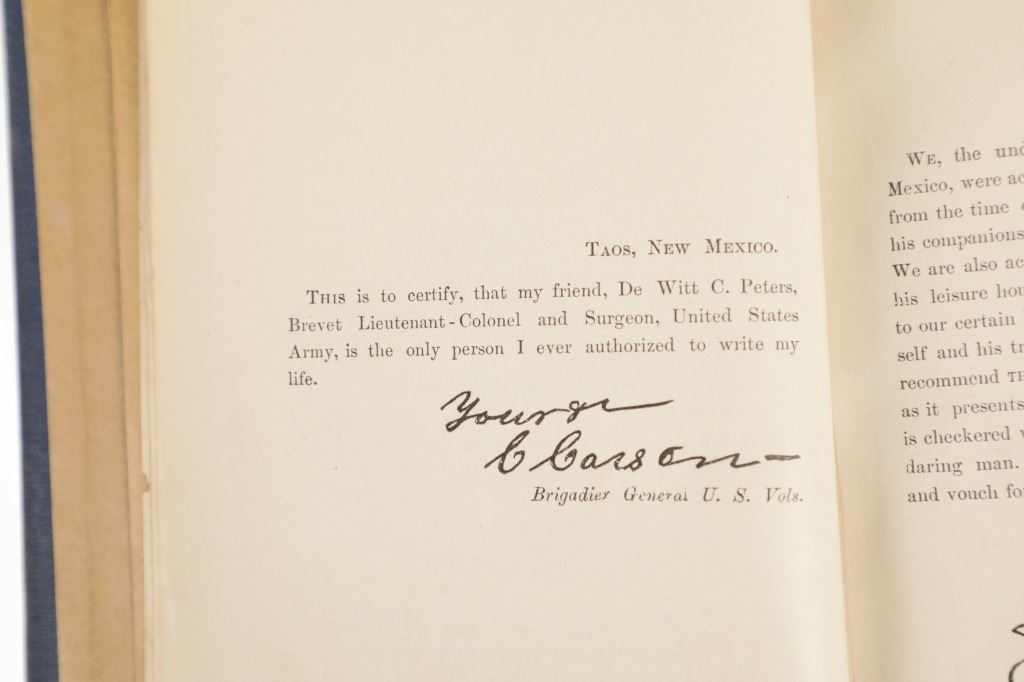 TAOS, NEW MEXICO.
THIS is to certify, that my friend, De Witt C. Peters,
Brevet Lieutenant-Colonel and Surgeon, United States
Army, is the only person I ever authorized to write my
life.
Yours
C Carson
Brigadier General U. S. Vols.
WE, the
Mexico, were
from the time
his companions
We are also
his leisure
to our certain
self and his
recommend
as it presents
is checkered
daring man.
and vouch